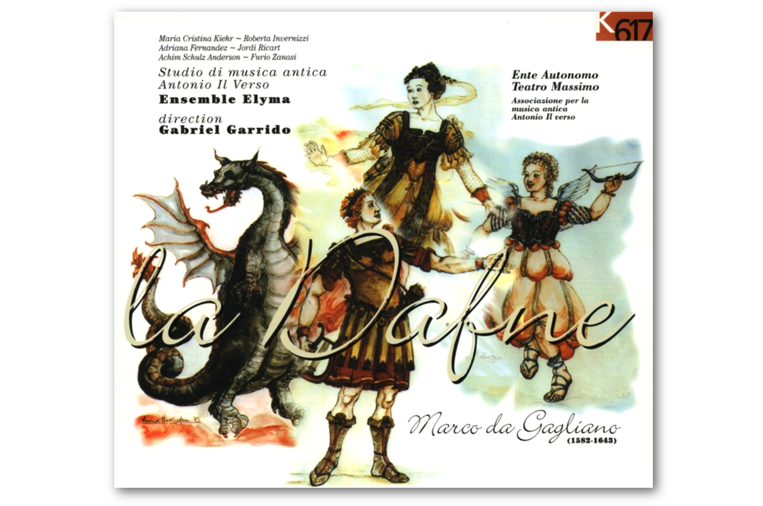 Maria Cristina Kiehr ~ Roberta Invernizzi
Adriana Fernandez ~ Jordi Ricart
Achim Schulz Anderson ~ Furio Zanasi
Studio di musica antica
Antonio Il Verso
Ensemble Elyma
direction
Gabriel Garrido
K617
Ente Autonomo
Teatro Massimo
Associazione per la
musica antica
Antonio Il verso
la Dafne
Marco da Gagliano
(1582-1643)